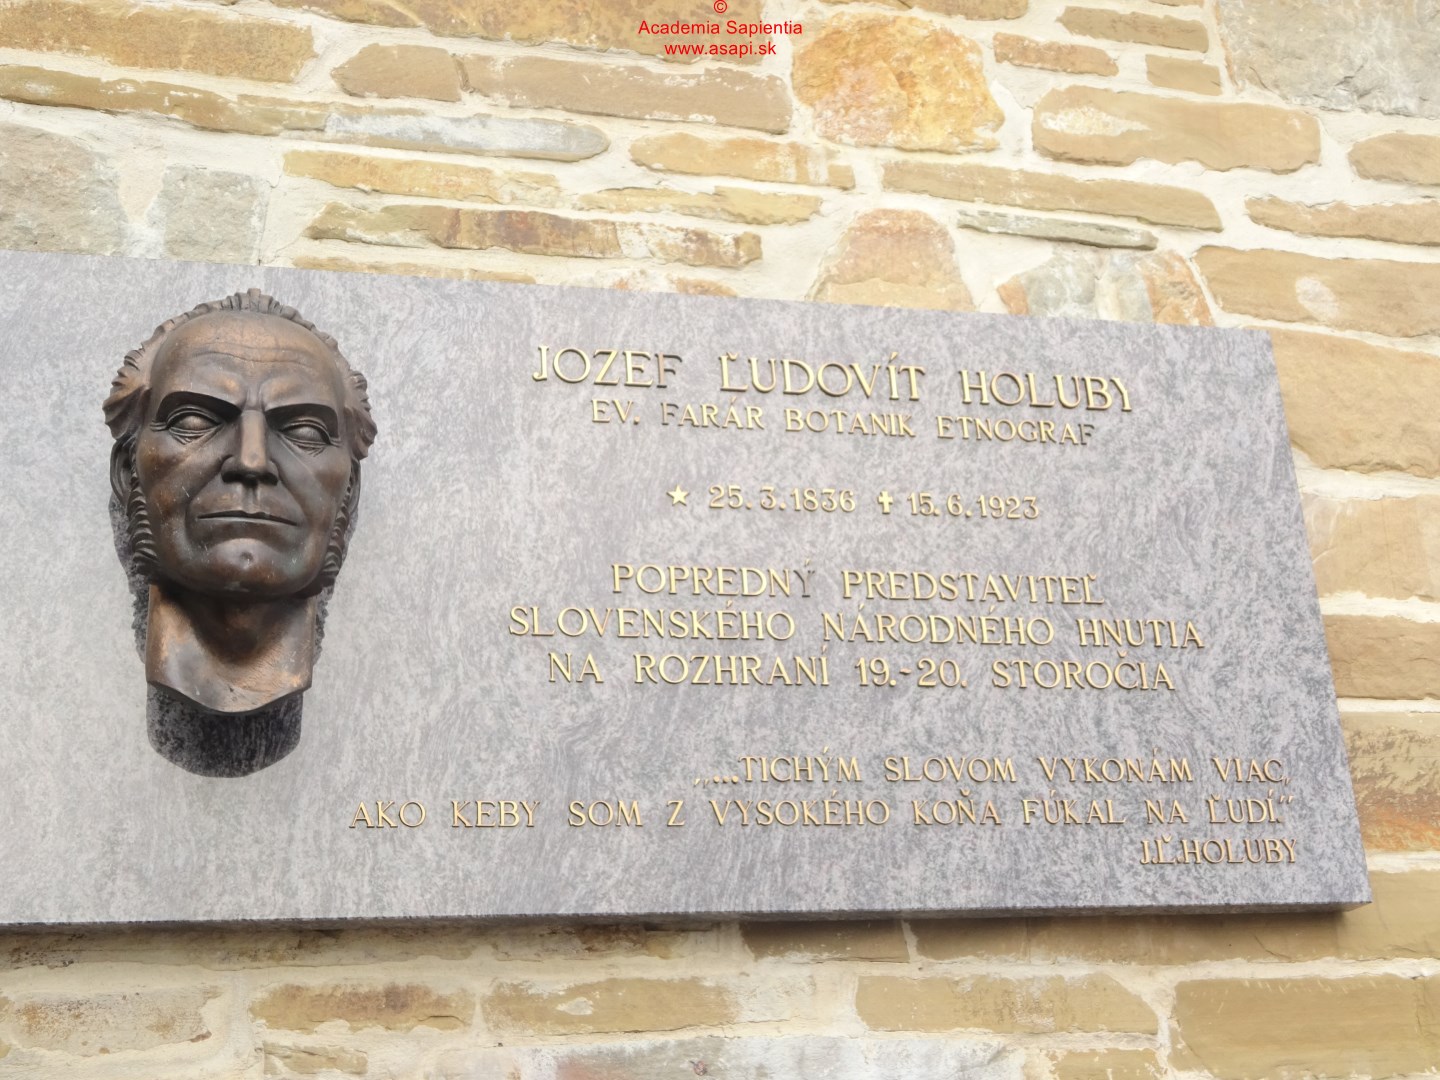 ©
Academia Sapientia
www.asapi.sk
JOZEF ĽUDOVÍT HOLUBY
EV. FARÁR BOTANIK ETNOGRAF
★ 25.3.1836 ✝ 15.6.1923
POPREDNÝ PREDSTAVITEĽ
SLOVENSKÉHO NÁRODNÉHO HNUTIA
NA ROZHRANÍ 19.-20. STOROČIA
„...TICHÝM SLOVOM VYKONÁM VIAC,
AKO KEBY SOM Z VYSOKÉHO KOŇA FÚKAL NA ĽUDÍ."
J.Ľ.HOLUBY